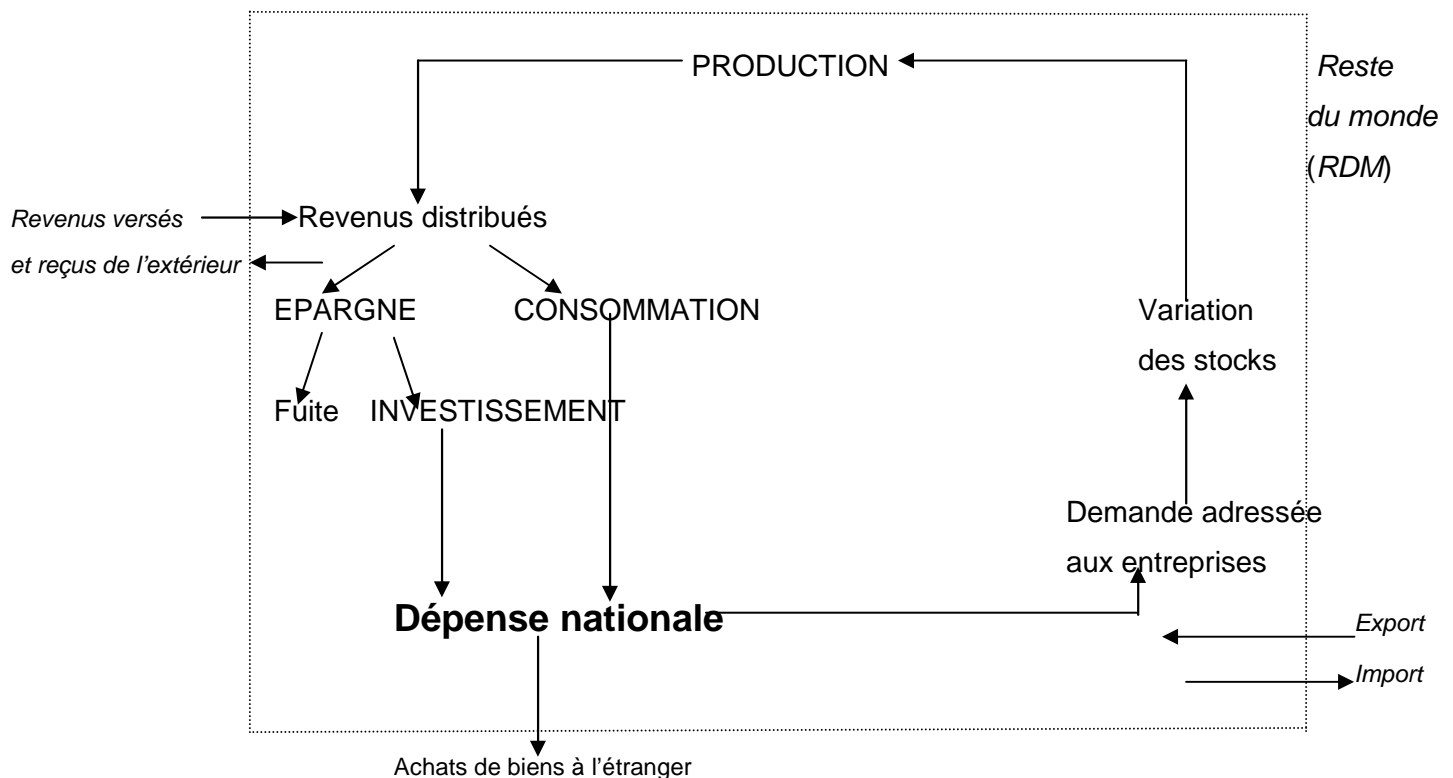 PRODUCTION
Reste
du monde
(RDM)
Revenus versés
et reçus de l'extérieur
Revenus distribués
EPARGNE
CONSOMMATION
Variation
des stocks
Fuite
INVESTISSEMENT
Demande adressée
aux entreprises
Dépense nationale
Export
Import
Achats de biens à l'étranger